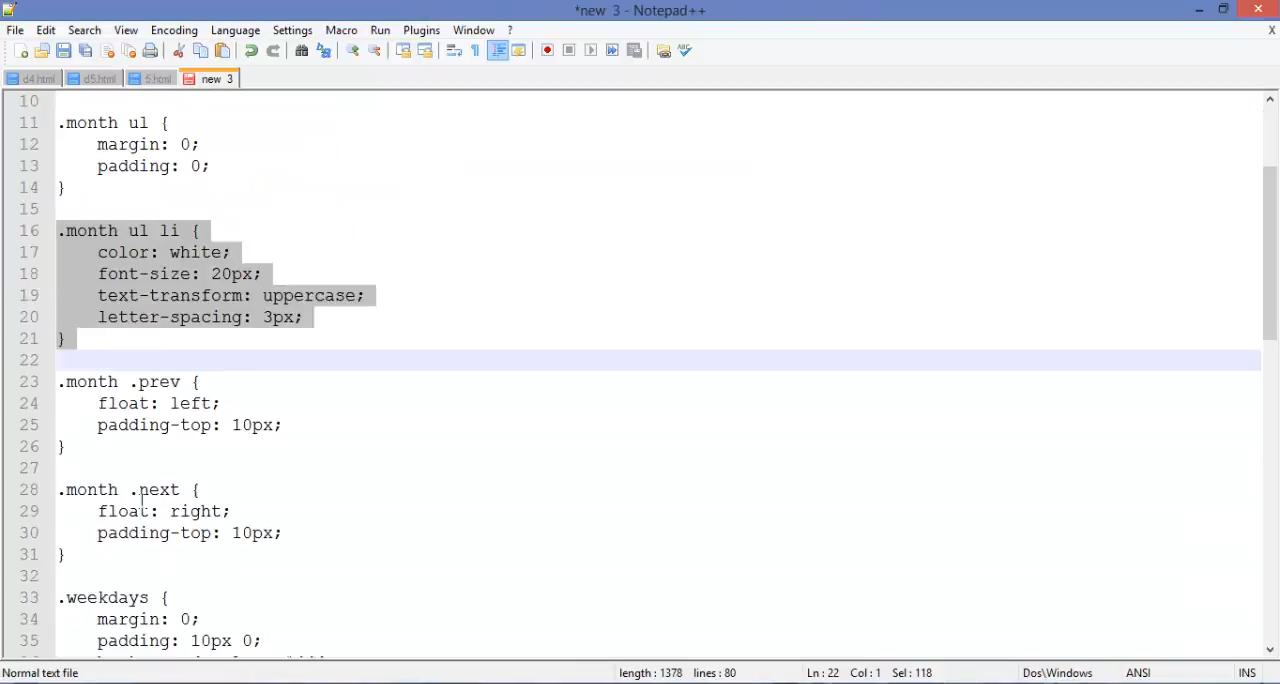 *new 3 - Notepad++
File Edit Search View Encoding Language Settings Macro Run Plugins Window ? X
d4.html d5.html 5.html new 3
10
11 .month ul {
12 margin: 0;
13 padding: 0;
14 }
15
16 .month ul li {
17 color: white;
18 font-size: 20px;
19 text-transform: uppercase;
20 letter-spacing: 3px;
21 }
22
23 .month .prev {
24 float: left;
25 padding-top: 10px;
26 }
27
28 .month .next {
29 float: right;
30 padding-top: 10px;
31 }
32
33 .weekdays {
34 margin: 0;
35 padding: 10px 0;
Normal text file length : 1378 lines : 80 Ln : 22 Col : 1 Sel : 118 Dos\Windows ANSI INS